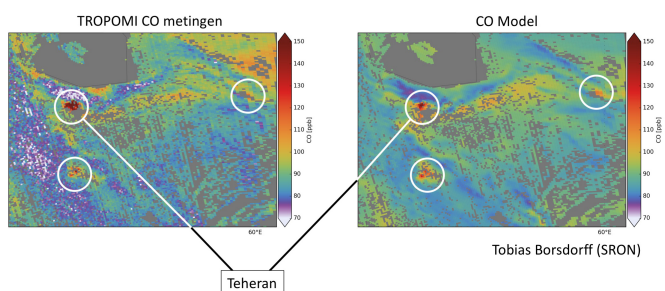 TROPOMI CO metingen
CO Model
150
140
130
120
110
100
90
80
70
CO [ppb]
60°E
150
140
130
120
110
100
90
80
70
CO [ppb]
60°E
Tobias Borsdorff (SRON)
Teheran